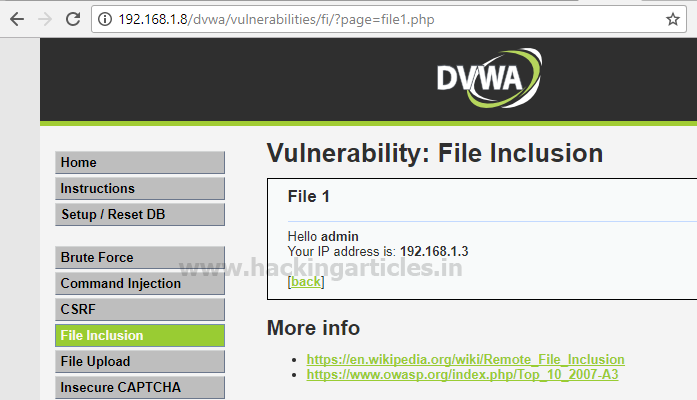 192.168.1.8/dvwa/vulnerabilities/fi/?page=file1.php
DVWA
Home
Instructions
Setup / Reset DB
Brute Force
Command Injection
CSRF
File Inclusion
File Upload
Insecure CAPTCHA
Vulnerability: File Inclusion
File 1
Hello admin
Your IP address is: 192.168.1.3
[back]
www.hackingarticles.in
More info
https://en.wikipedia.org/wiki/Remote_File_Inclusion
https://www.owasp.org/index.php/Top_10_2007-A3